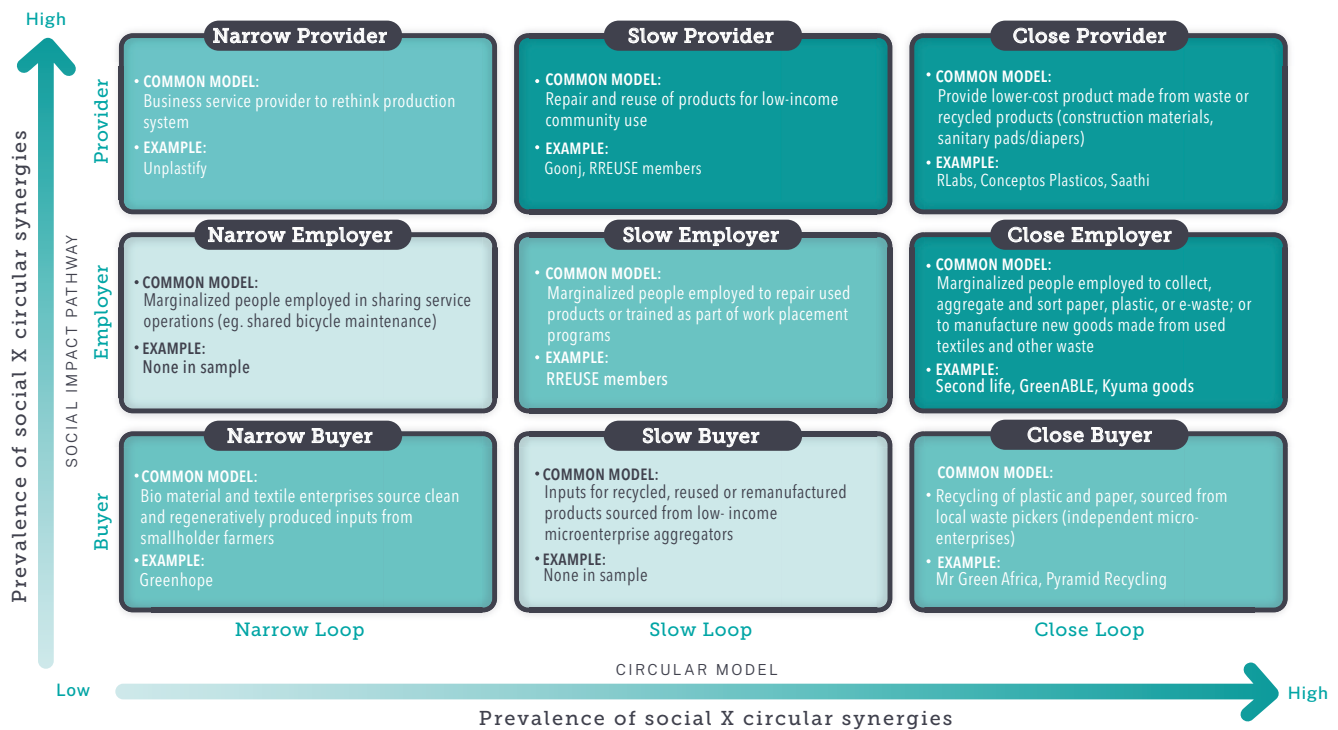 High
Prevalence of social X circular synergies
SOCIAL IMPACT PATHWAY
Provider
Narrow Provider
• COMMON MODEL:
Business service provider to rethink production
system
• EXAMPLE:
Unplastify
Slow Provider
• COMMON MODEL:
Repair and reuse of products for low-income
community use
• EXAMPLE:
Goonj, RREUSE members
Close Provider
• COMMON MODEL:
Provide lower-cost product made from waste or
recycled products (construction materials,
sanitary pads/diapers)
• EXAMPLE:
RLabs, Conceptos Plasticos, Saathi
Employer
Narrow Employer
• COMMON MODEL:
Marginalized people employed in sharing service
operations (eg. shared bicycle maintenance)
• EXAMPLE:
None in sample
Slow Employer
• COMMON MODEL:
Marginalized people employed to repair used
products or trained as part of work placement
programs
• EXAMPLE:
RREUSE members
Close Employer
• COMMON MODEL:
Marginalized people employed to collect,
aggregate and sort paper, plastic, or e-waste; or
to manufacture new goods made from used
textiles and other waste
• EXAMPLE:
Second life, GreenABLE, Kyuma goods
Buyer
Narrow Buyer
• COMMON MODEL:
Bio material and textile enterprises source clean
and regeneratively produced inputs from
smallholder farmers
• EXAMPLE:
Greenhope
Slow Buyer
• COMMON MODEL:
Inputs for recycled, reused or remanufactured
products sourced from low- income
microenterprise aggregators
• EXAMPLE:
None in sample
Close Buyer
COMMON MODEL:
• Recycling of plastic and paper, sourced from
local waste pickers (independent micro-
enterprises)
• EXAMPLE:
Mr Green Africa, Pyramid Recycling
Narrow Loop
Slow Loop
Close Loop
CIRCULAR MODEL
Low
High
Prevalence of social X circular synergies